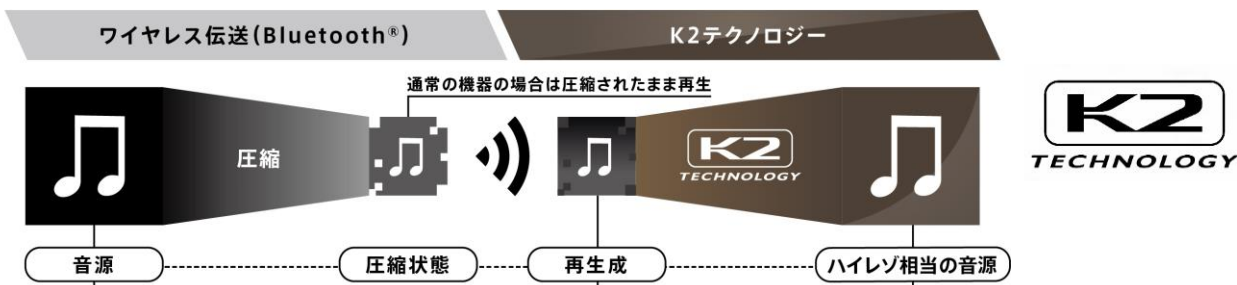 ワイヤレス伝送(Bluetooth®)
K2テクノロジー
通常の機器の場合は圧縮されたまま再生
圧縮
K2
TECHNOLOGY
K2
TECHNOLOGY
音源
圧縮状態
再生成
ハイレゾ相当の音源